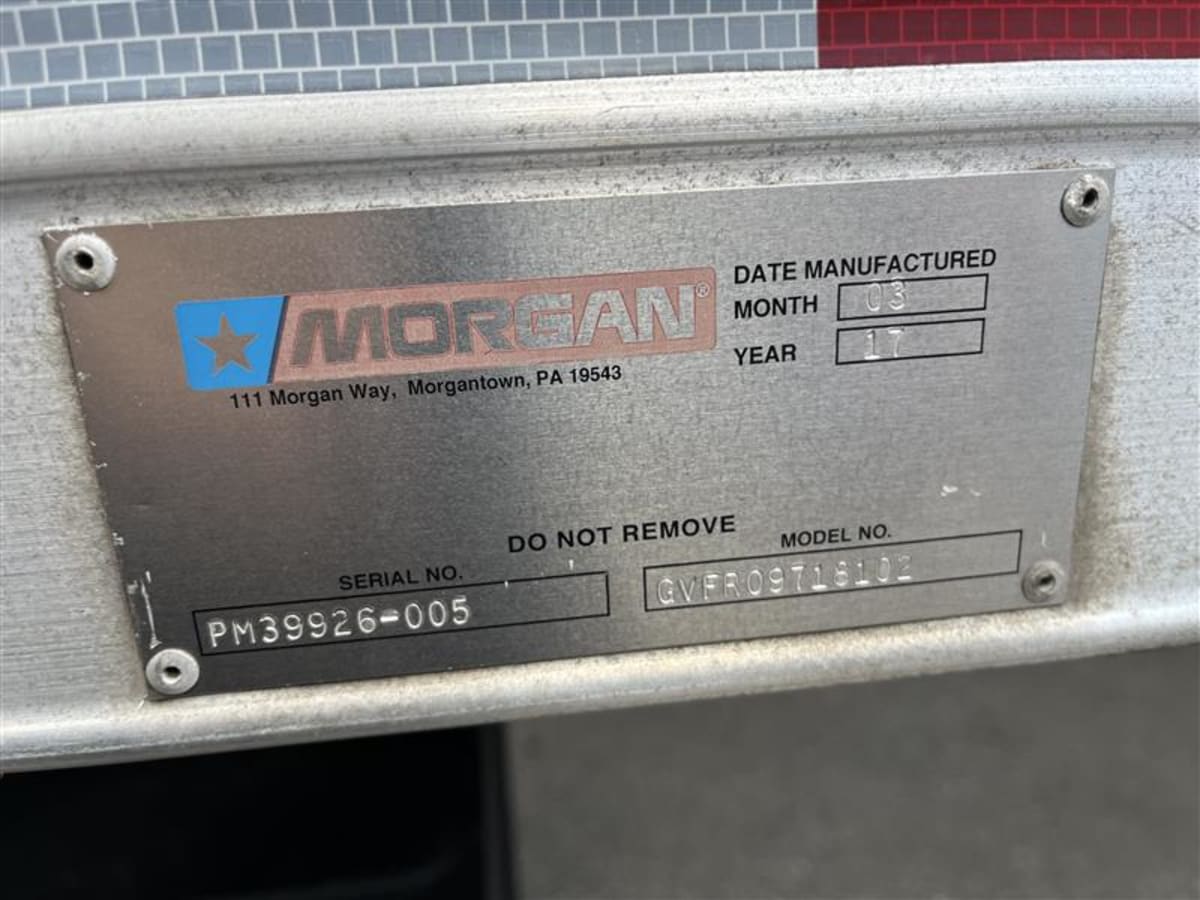 MORGAN®
111 Morgan Way, Morgantown, PA 19543
DATE MANUFACTURED
MONTH 03
YEAR 17
DO NOT REMOVE
SERIAL NO.
PM39926-005
MODEL NO.
GVFR09718102